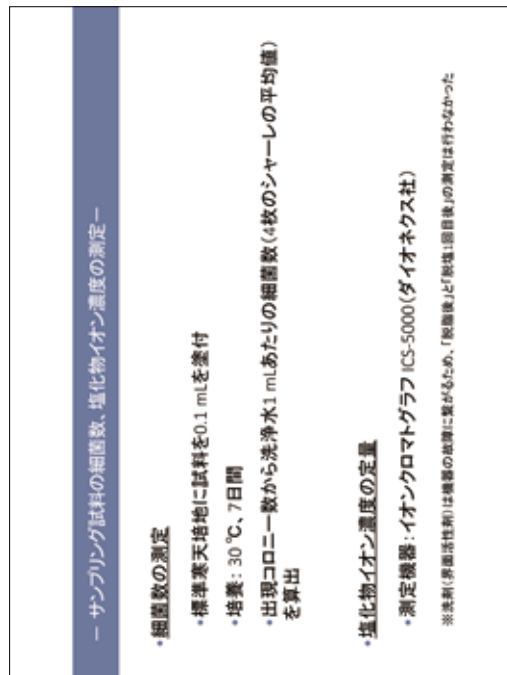 ― サンプリング試料の細菌数、塩化物イオン濃度の測定―
•細菌数の測定
•標準寒天培地に試料を0.1 mLを塗付
•培養: 30 ℃、7日間
•出現コロニー数から洗浄水1 mLあたりの細菌数(4枚のシャーレの平均値)
を算出
•塩化物イオン濃度の定量
•測定機器:イオンクロマトグラフ ICS-5000(ダイオネクス社)
※洗剤(界面活性剤)は機器の故障に繋がるため、「脱脂後」と「脱塩1回目後」の測定は行わなかった